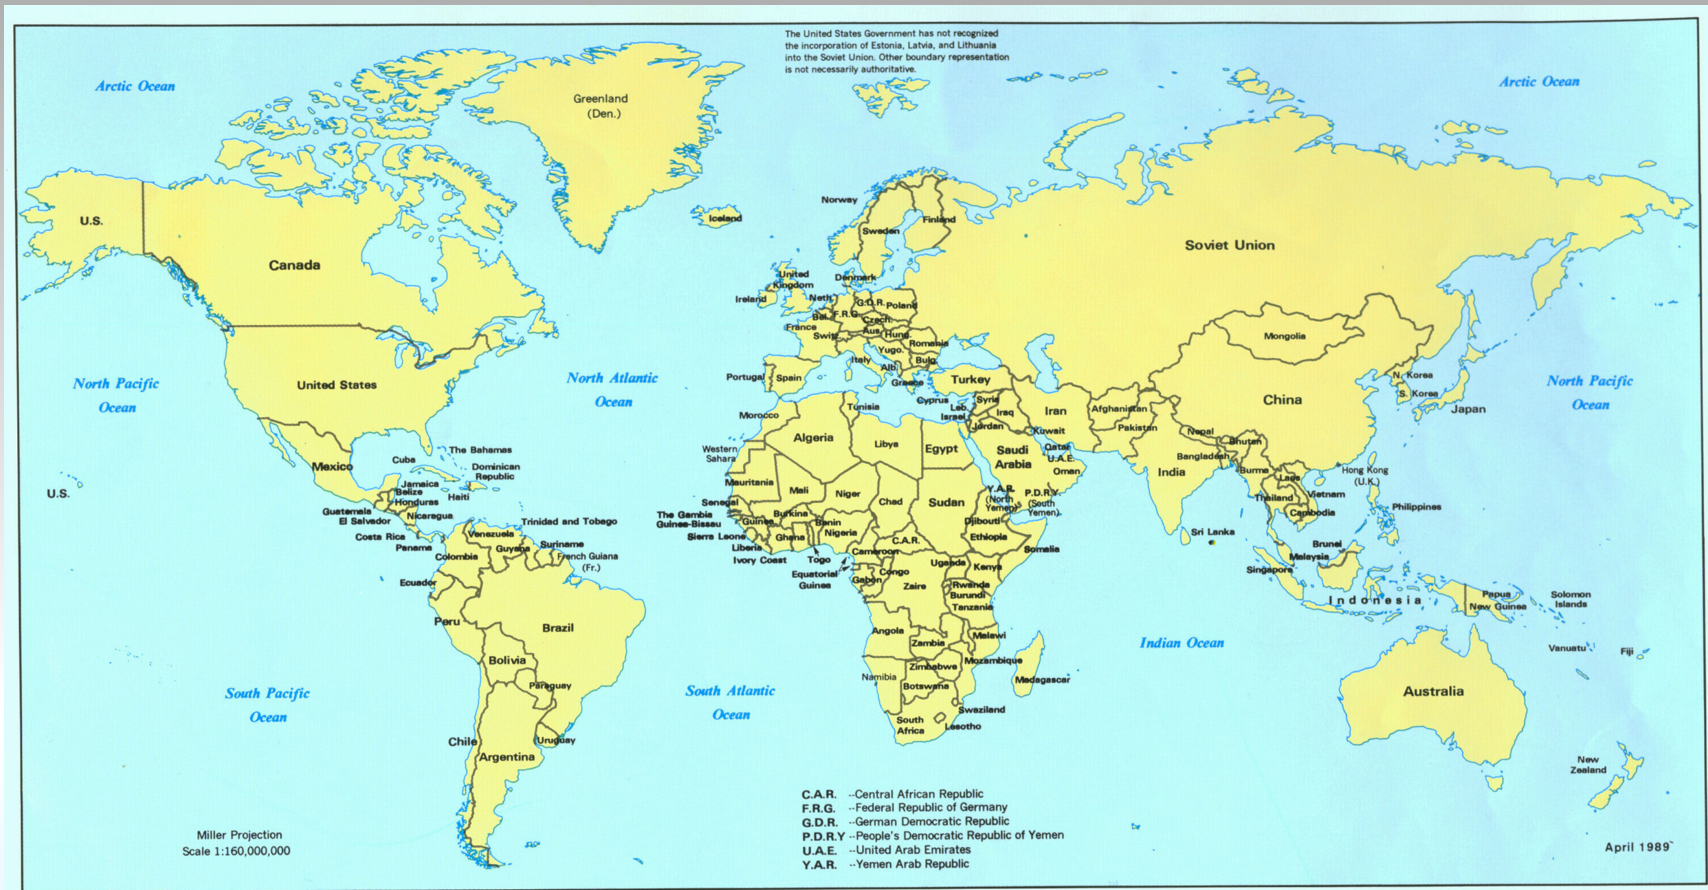 The United States Government has not recognized
the incorporation of Estonia, Latvia, and Lithuania
into the Soviet Union. Other boundary representation
is not necessarily authoritative.
Arctic Ocean
Arctic Ocean
Greenland
(Den.)
Norway
Iceland
Finland
Sweden
U.S.
Soviet Union
Canada
United
Kingdom
Denmark
Ireland
Neth.
G.D.R.
Poland
Bel.
F.R.G.
Czech.
France
Aus.
Hung.
Switz.
Romania
Yugo.
Italy
Bulg.
Alb.
Greece
Mongolia
North Pacific
Ocean
United States
North Atlantic
Ocean
Portugal
Spain
Turkey
N. Korea
S. Korea
Japan
North Pacific
Ocean
China
Cyprus
Syria
Leb.
Israel
Iraq
Iran
Jordan
Kuwait
Afghanistan
Pakistan
Nepal
Bhutan
Bangladesh
Morocco
Tunisia
Algeria
Libya
Egypt
Saudi
Arabia
Qatar
U.A.E.
Oman
India
Burma
Laos
Hong Kong
(U.K.)
Western
Sahara
The Bahamas
Cuba
Mexico
Dominican
Republic
Jamaica
Belize
Haiti
Honduras
Guatemala
El Salvador
Nicaragua
Costa Rica
Panama
Trinidad and Tobago
U.S.
Mauritania
Mali
Niger
Chad
Sudan
Y.A.R.
(North
Yemen)
P.D.R.Y.
(South
Yemen)
Senegal
The Gambia
Guinea-Bissau
Guinea
Sierra Leone
Liberia
Ivory Coast
Burkina
Ghana
Togo
Benin
Nigeria
Cameroon
C.A.R.
Djibouti
Ethiopia
Somalia
Thailand
Vietnam
Cambodia
Philippines
Sri Lanka
Brunei
Malaysia
Singapore
Indonesia
Papua
New Guinea
Solomon
Islands
Vanuatu
Fiji
Venezuela
Guyana
Suriname
French Guiana
(Fr.)
Colombia
Ecuador
Peru
Brazil
Bolivia
Paraguay
Uruguay
Chile
Argentina
Equatorial
Guinea
Gabon
Congo
Zaire
Uganda
Kenya
Rwanda
Burundi
Tanzania
Angola
Zambia
Malawi
Mozambique
Zimbabwe
Namibia
Botswana
Madagascar
Swaziland
South
Africa
Lesotho
Indian Ocean
Australia
New
Zealand
South Pacific
Ocean
South Atlantic
Ocean
C.A.R. --Central African Republic
F.R.G. --Federal Republic of Germany
G.D.R. --German Democratic Republic
P.D.R.Y --People's Democratic Republic of Yemen
U.A.E. --United Arab Emirates
Y.A.R. --Yemen Arab Republic
Miller Projection
Scale 1:160,000,000
April 1989